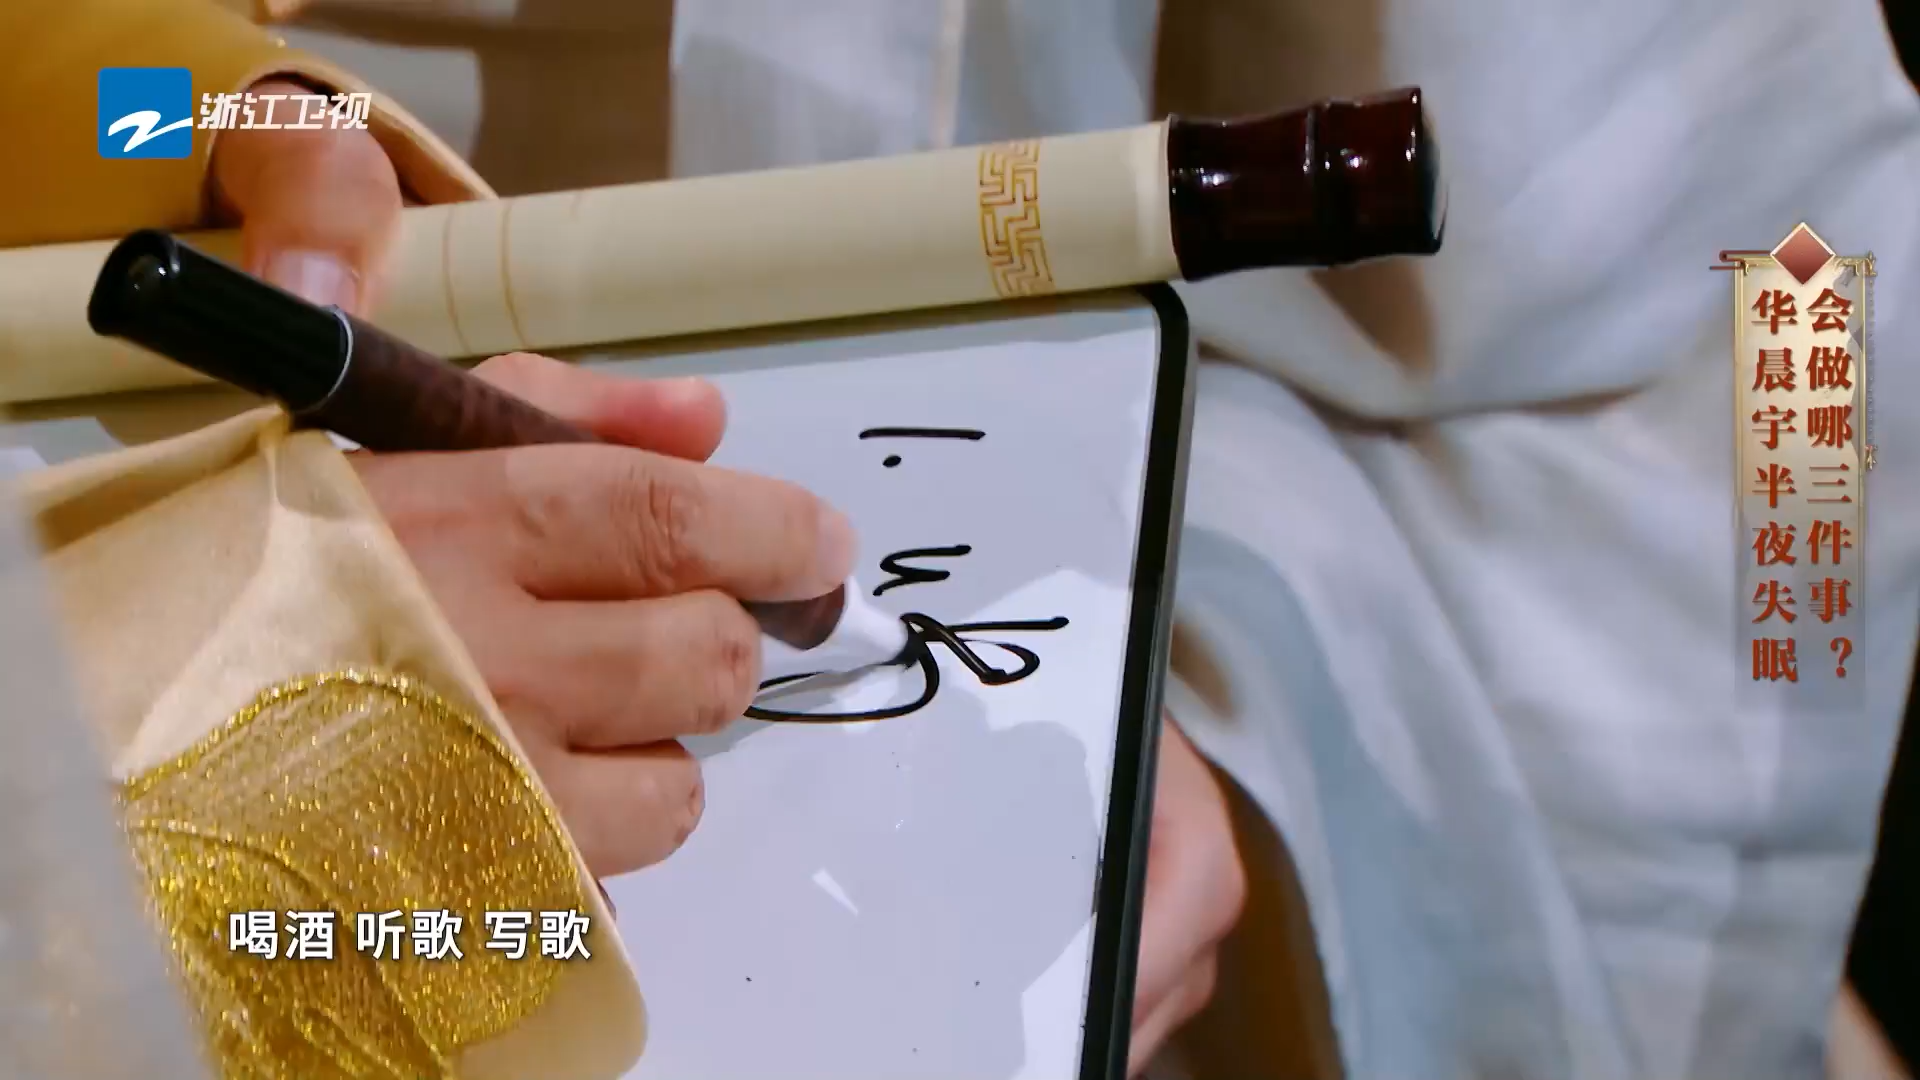 浙江卫视
华晨宇半夜失眠
会做哪三件事？
1.
喝酒 听歌 写歌